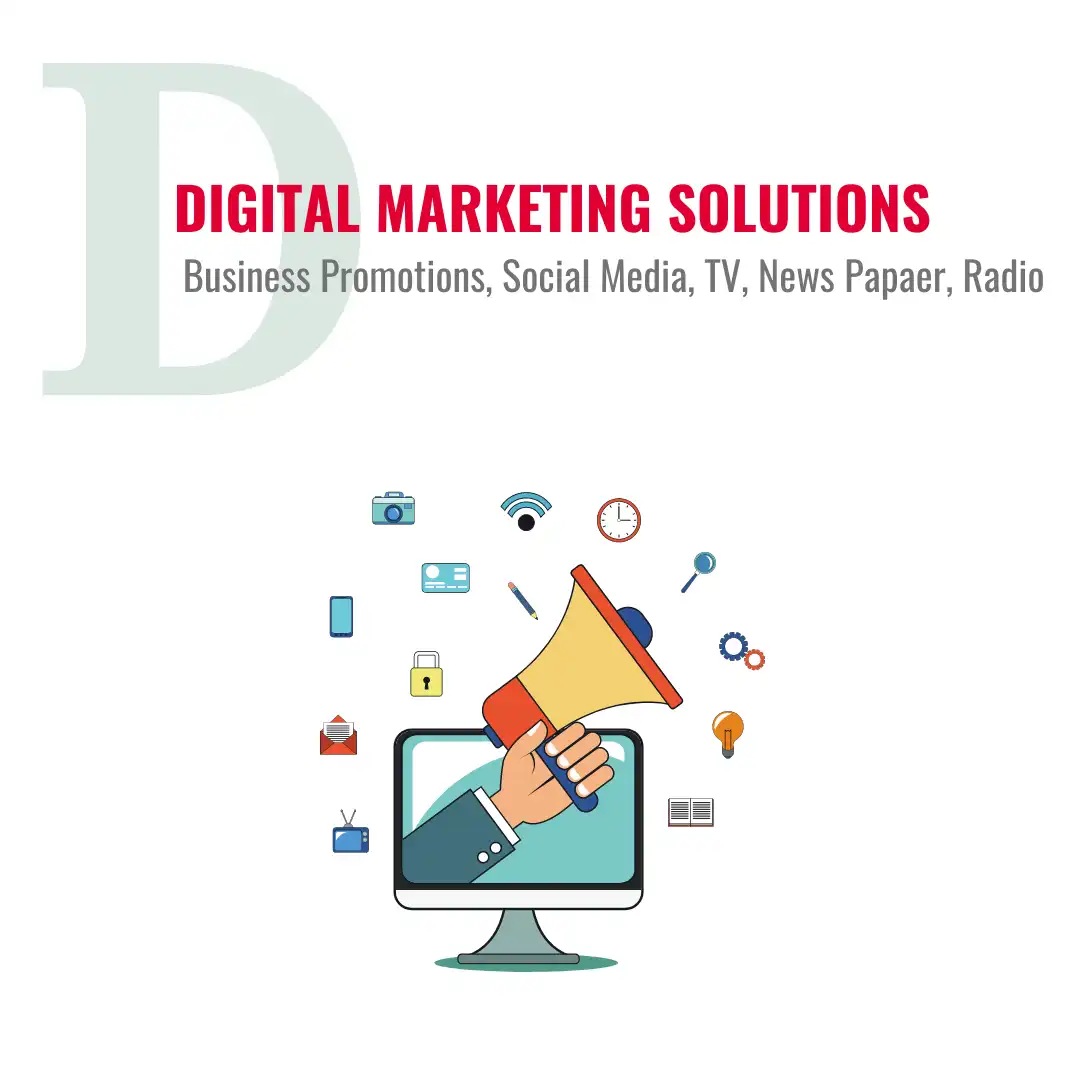 D
DIGITAL MARKETING SOLUTIONS
Business Promotions, Social Media, TV, News Papaer, Radio